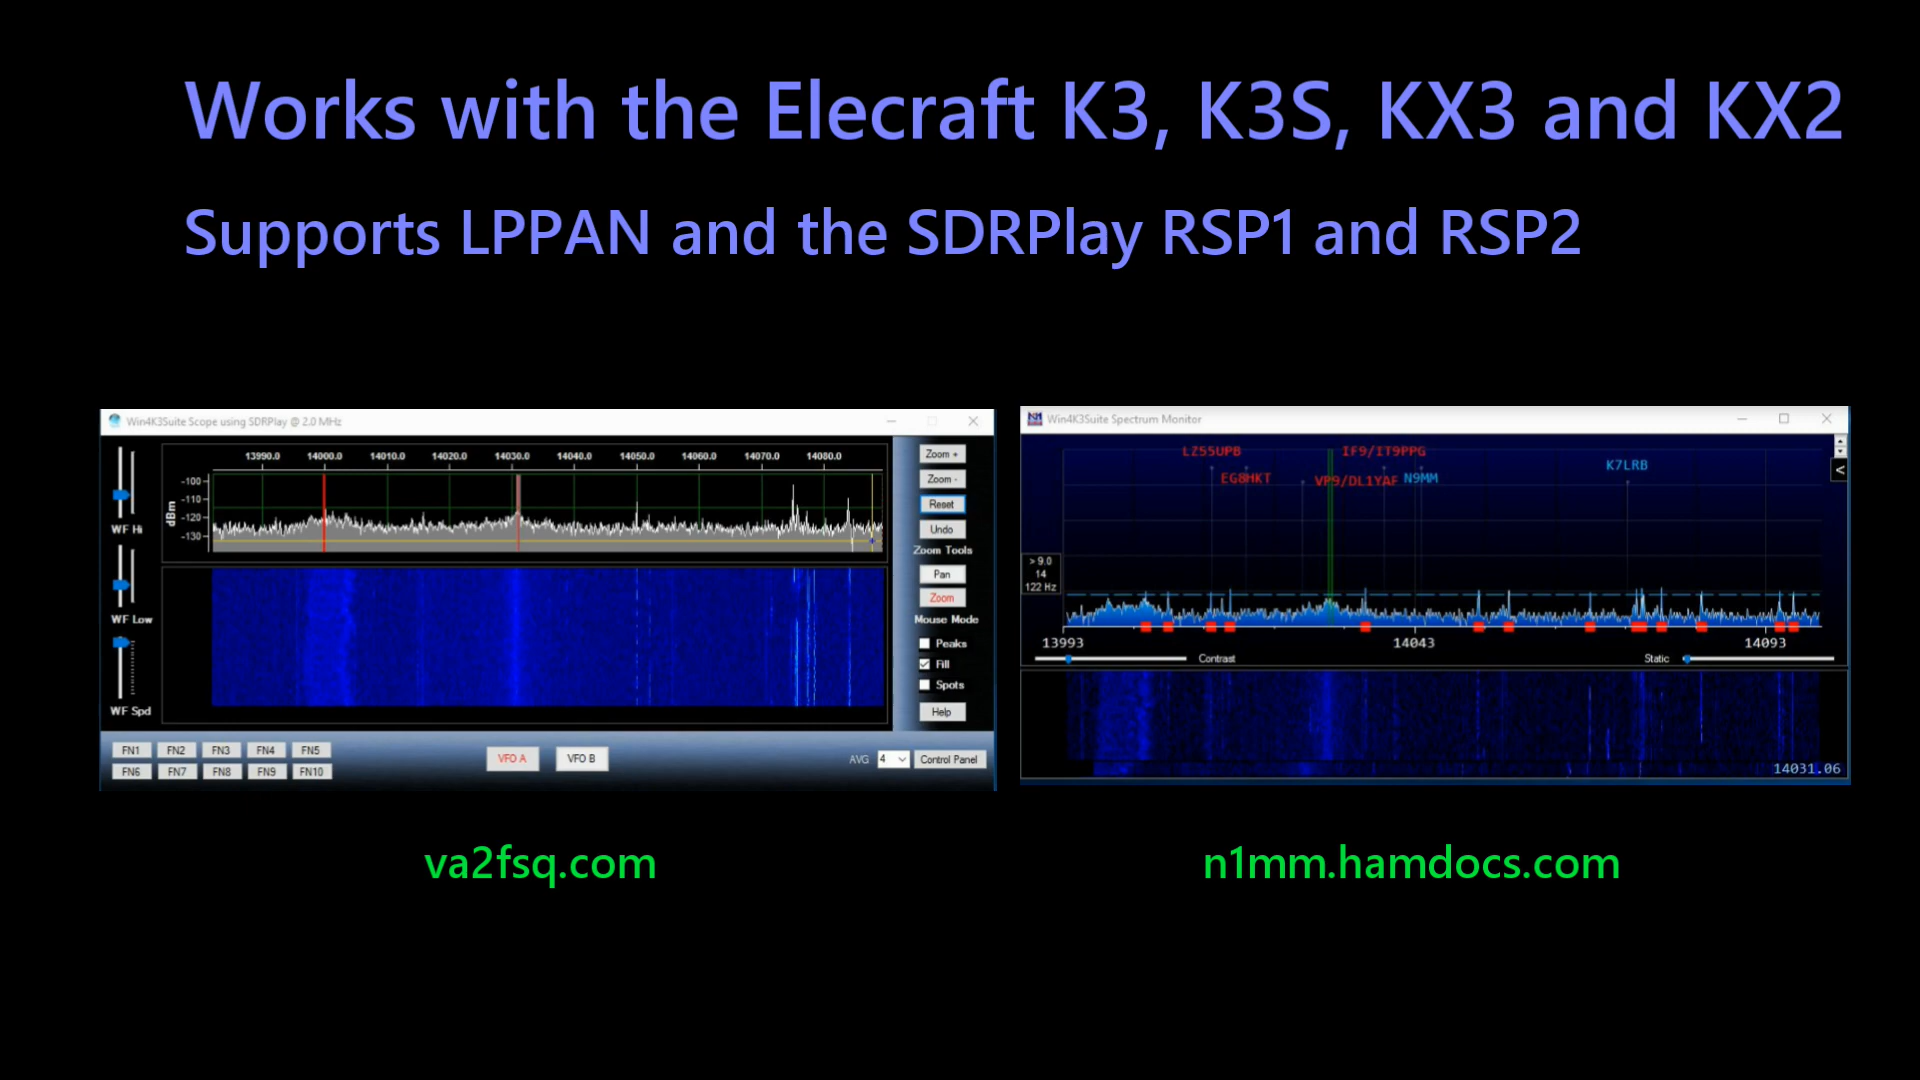 Works with the Elecraft K3, K3S, KX3 and KX2
Supports LPPAN and the SDRPlay RSP1 and RSP2
Win4K3Suite Scope using SDRPlay @ 2.0 MHz
13990.0 14000.0 14010.0 14020.0 14030.0 14040.0 14050.0 14060.0 14070.0 14080.0
dBm
-100
-110
-120
-130
WF Hi
WF Low
WF Spd
Zoom +
Zoom -
Reset
Undo
Zoom Tools
Pan
Zoom
Mouse Mode
Peaks
Fill
Spots
Help
FN1 FN2 FN3 FN4 FN5
FN6 FN7 FN8 FN9 FN10
VFO A VFO B
AVG 4 Control Panel
Win4K3Suite Spectrum Monitor
LZ55UPB IF9/IT9PPG
K7LRB
EG8HKT VP9/DL1YAF N9MM
<
> 9.0
14
122 Hz
13993 14043 14093
Contrast Static
14031.06
va2fsq.com
n1mm.hamdocs.com